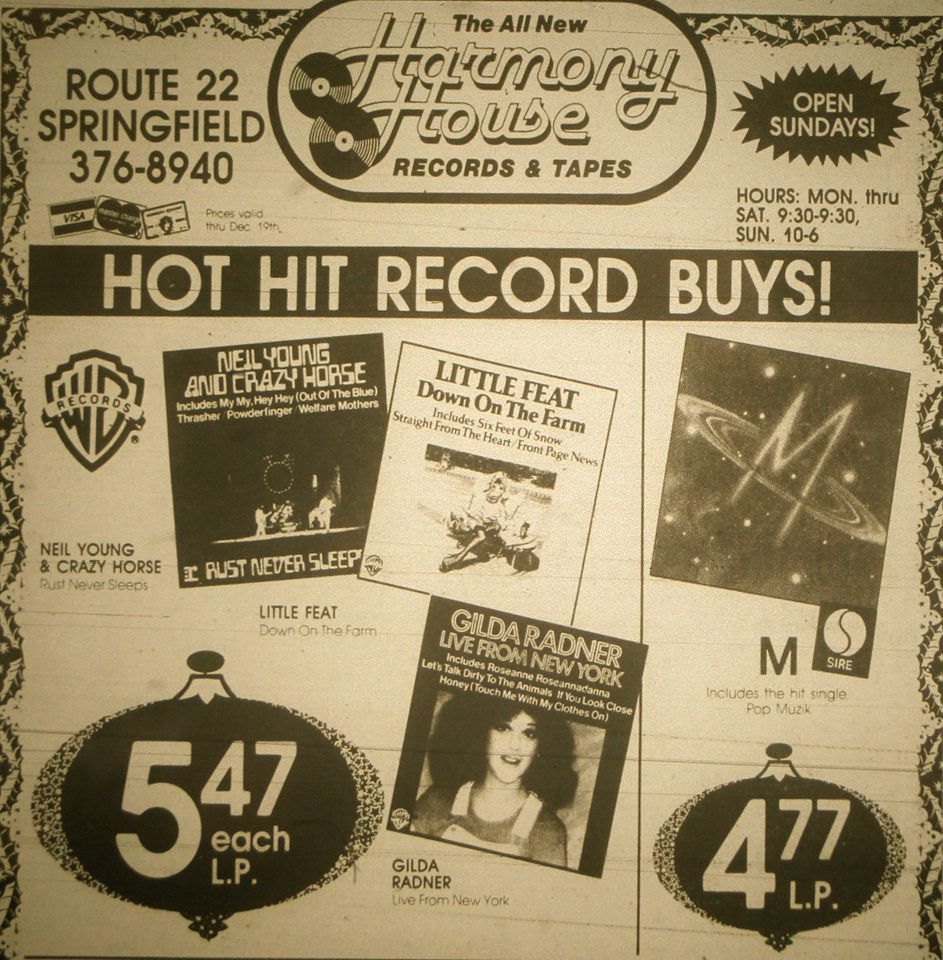 The All New
Harmony
House
RECORDS & TAPES
ROUTE 22
SPRINGFIELD
376-8940
VISA
master charge
Prices valid
thru Dec. 19th
OPEN
SUNDAYS!
HOURS: MON. thru
SAT. 9:30-9:30,
SUN. 10-6
HOT HIT RECORD BUYS!
WB
RECORDS
NEIL YOUNG
AND CRAZY HORSE
Includes My My, Hey Hey (Out Of The Blue)
Thrasher Powderfinger/Welfare Mothers
RUST NEVER SLEEPS
NEIL YOUNG
& CRAZY HORSE
Rust Never Sleeps
LITTLE FEAT
Down On The Farm
Includes Six Feet Of Snow
Straight From The Heart/Front Page News
LITTLE FEAT
Down On The Farm
GILDA RADNER
LIVE FROM NEW YORK
Includes Roseanne Roseannadanna
Let's Talk Dirty To The Animals If You Look Close
Honey (Touch Me With My Clothes On)
GILDA
RADNER
Live From New York
5 47
each
L.P.
M
SIRE
M
Includes the hit single
Pop Muzik
4 77
L.P.